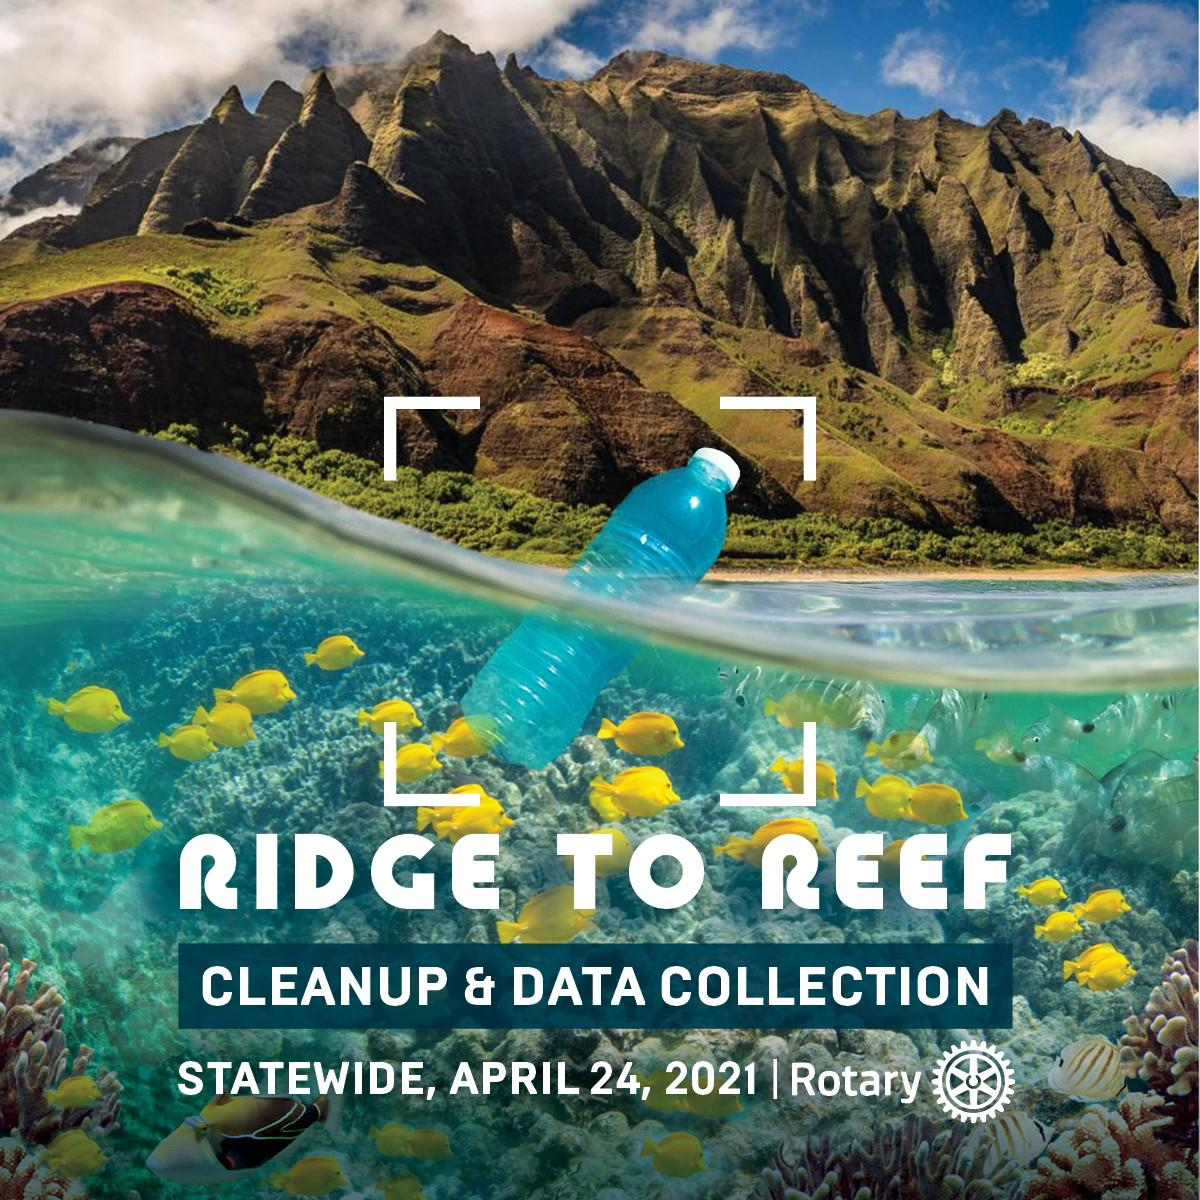 RIDGE TO REEF
CLEANUP & DATA COLLECTION
STATEWIDE, APRIL 24, 2021 | Rotary